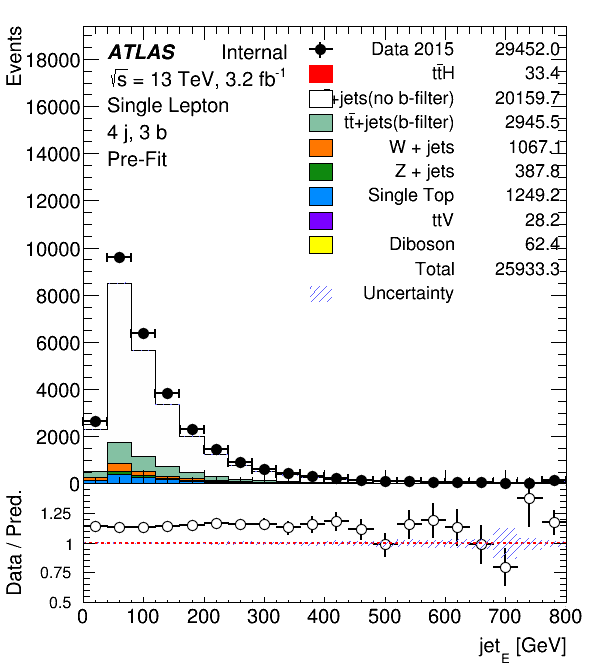 Events
18000
16000
14000
12000
10000
8000
6000
4000
2000
0
ATLAS Internal
√s = 13 TeV, 3.2 fb⁻¹
Single Lepton
4 j, 3 b
Pre-Fit
Data 2015 29452.0
tt̄H 33.4
+jets(no b-filter) 20159.7
tt̄+jets(b-filter) 2945.5
W + jets 1067.1
Z + jets 387.8
Single Top 1249.2
ttV 28.2
Diboson 62.4
Total 25933.3
Uncertainty
Data / Pred.
1.25
1
0.75
0.5
0 100 200 300 400 500 600 700 800
jet_E [GeV]